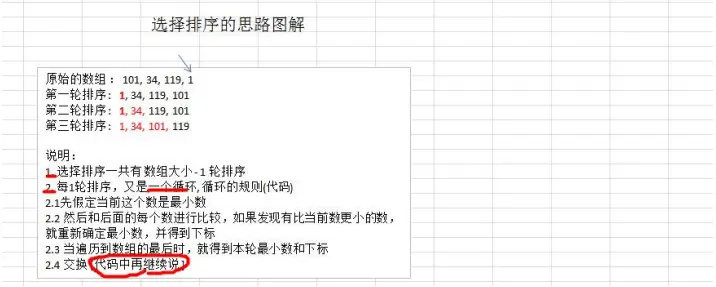 选择排序的思路图解
原始的数组： 101, 34, 119, 1
第一轮排序: 1, 34, 119, 101
第二轮排序: 1, 34, 119, 101
第三轮排序: 1, 34, 101, 119
说明：
1. 选择排序一共有数组大小 - 1 轮排序
2. 每1轮排序，又是一个循环, 循环的规则(代码)
2.1先假定当前这个数是最小数
2.2 然后和后面的每个数进行比较，如果发现有比当前数更小的数，
就重新确定最小数，并得到下标
2.3 当遍历到数组的最后时，就得到本轮最小数和下标
2.4 交换 [代码中再继续说 ]